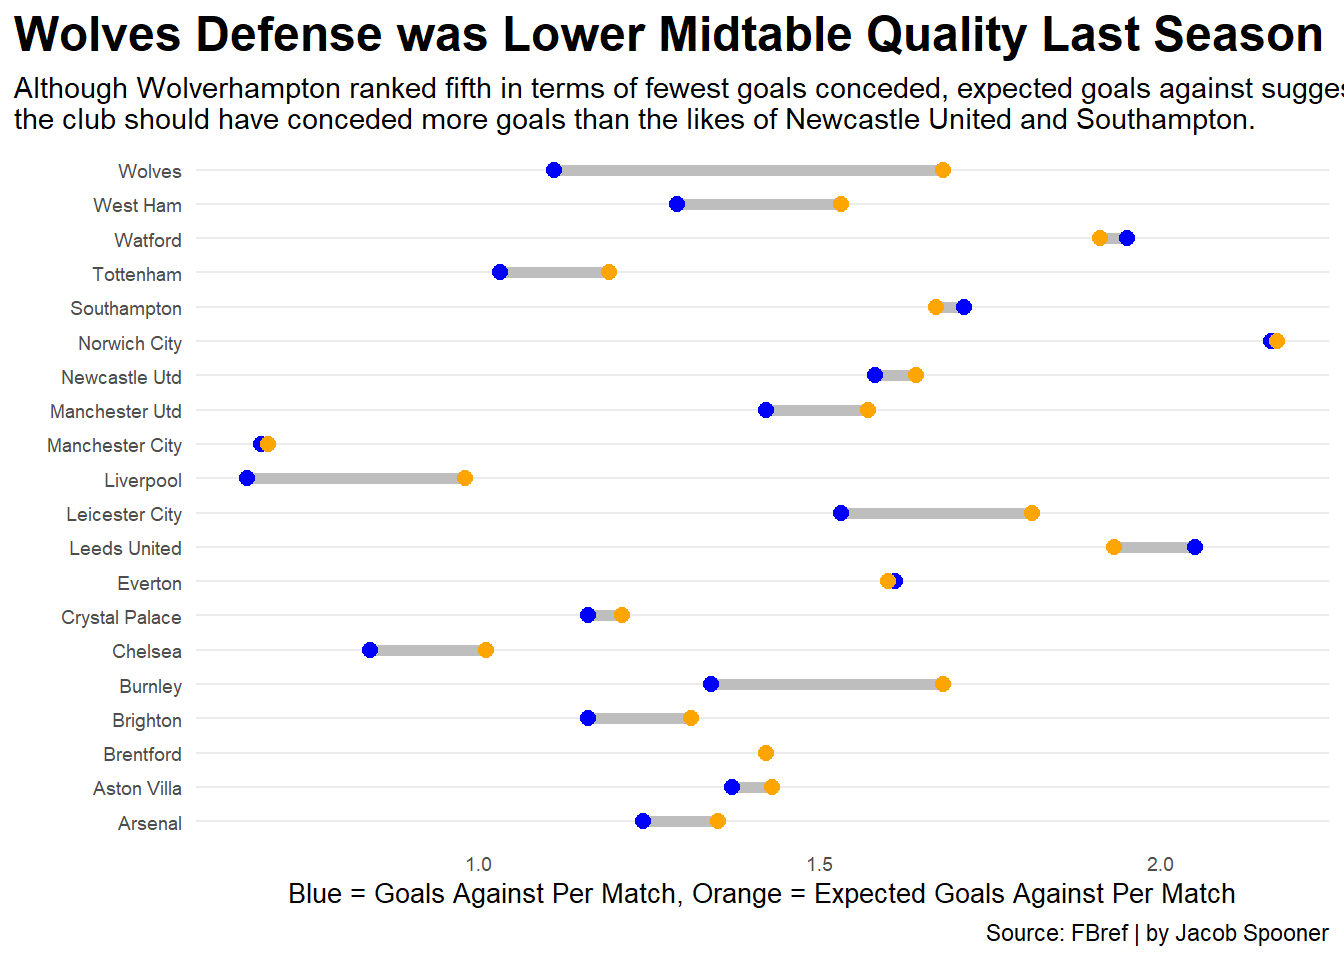 Wolves Defense was Lower Midtable Quality Last Season
Although Wolverhampton ranked fifth in terms of fewest goals conceded, expected goals against sugges
the club should have conceded more goals than the likes of Newcastle United and Southampton.
Wolves
West Ham
Watford
Tottenham
Southampton
Norwich City
Newcastle Utd
Manchester Utd
Manchester City
Liverpool
Leicester City
Leeds United
Everton
Crystal Palace
Chelsea
Burnley
Brighton
Brentford
Aston Villa
Arsenal
1.0 1.5 2.0
Blue = Goals Against Per Match, Orange = Expected Goals Against Per Match
Source: FBref | by Jacob Spooner